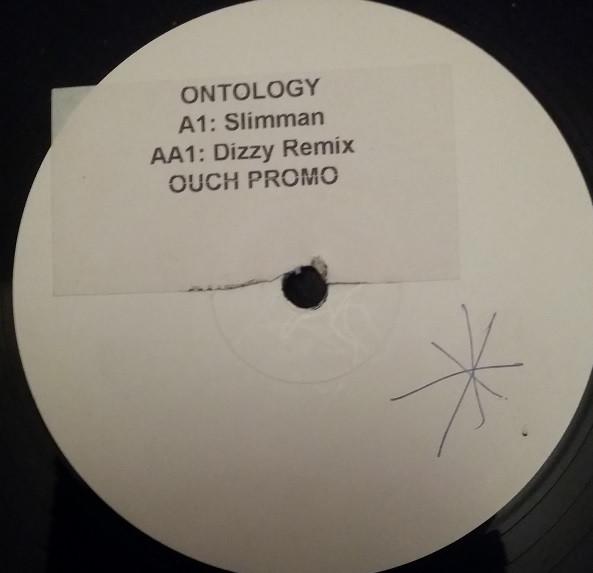 ONTOLOGY
A1: Slimman
AA1: Dizzy Remix
OUCH PROMO